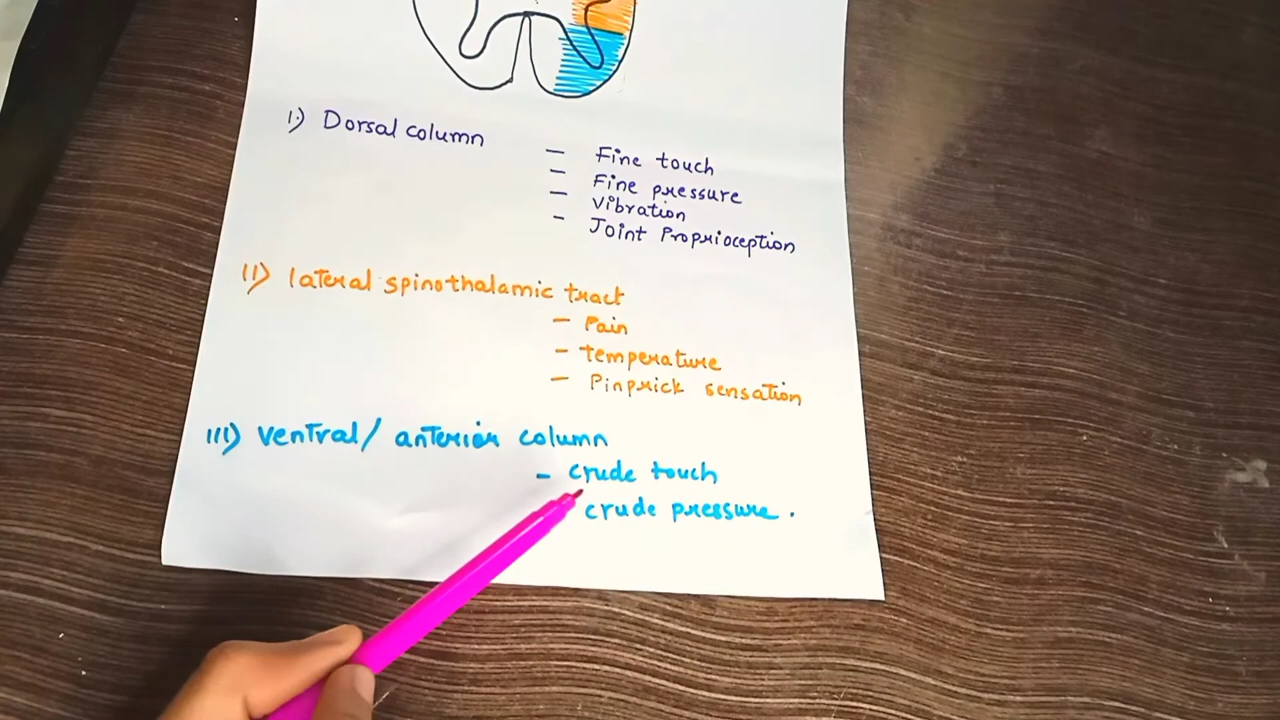 1.) Dorsal column
- Fine touch
- Fine pressure
- Vibration
- Joint Proprioception
11) lateral spinothalamic tract
- Pain
- temperature
- Pinprick sensation
111) ventral/ anterior column
- crude touch
crude pressure.